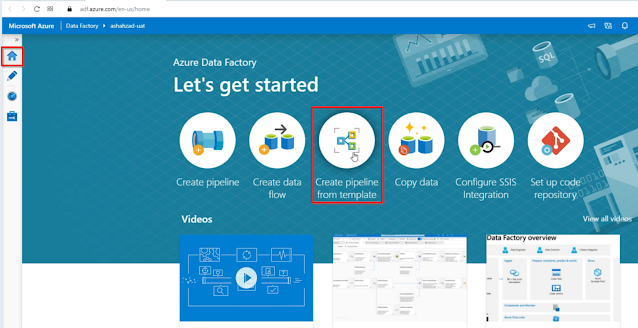 adf.azure.com/en-us/home
Microsoft Azure
Data Factory
ashahzad-uat
Azure Data Factory
Let's get started
SQL
Create pipeline
Create data
flow
Create pipeline
from template
Copy data
Configure SSIS
Integration
Set up code
repository
Videos
View all videos
Data Factory overview